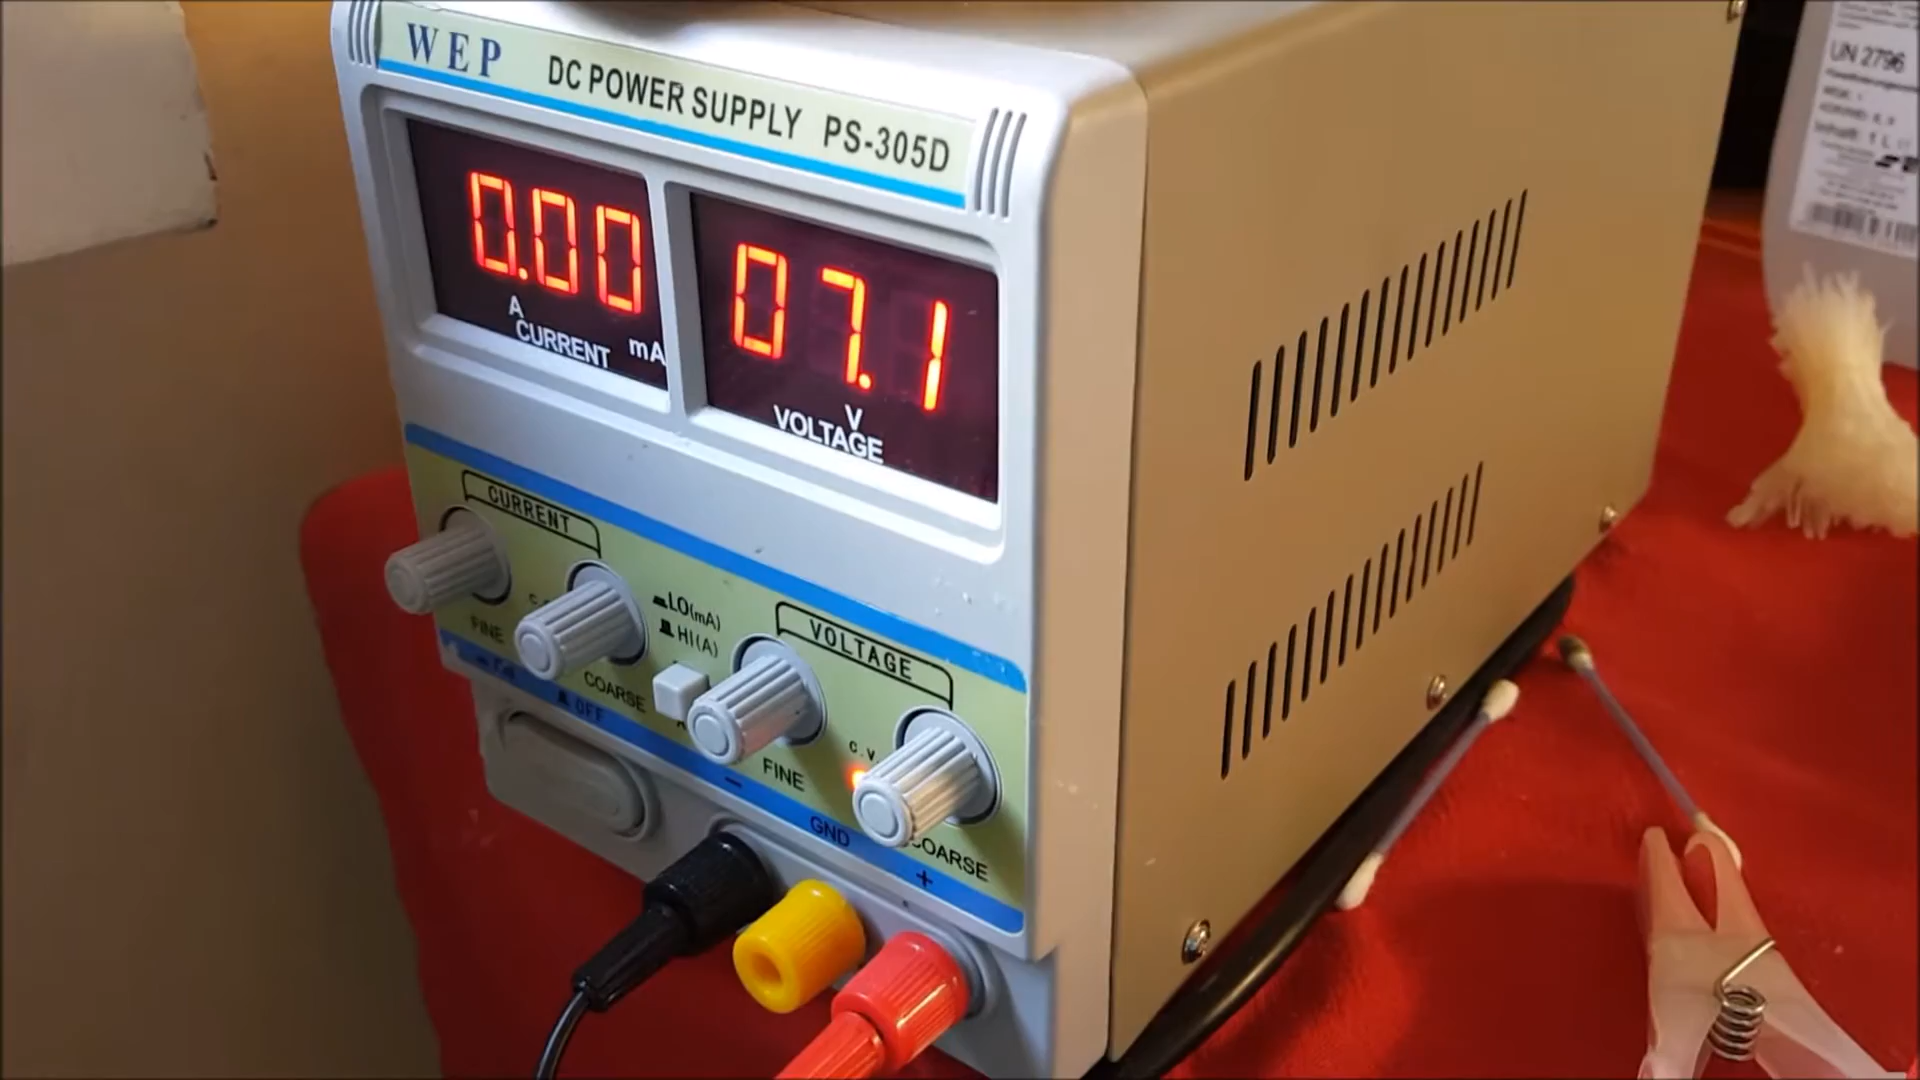 WEP
DC POWER SUPPLY PS-305D
0.00
A
CURRENT mA
07.1
V
VOLTAGE
CURRENT
LO(mA)
HI(A)
VOLTAGE
FINE
COARSE
OFF
FINE
C.V.
COARSE
−
GND
+
UN 2796
1 L